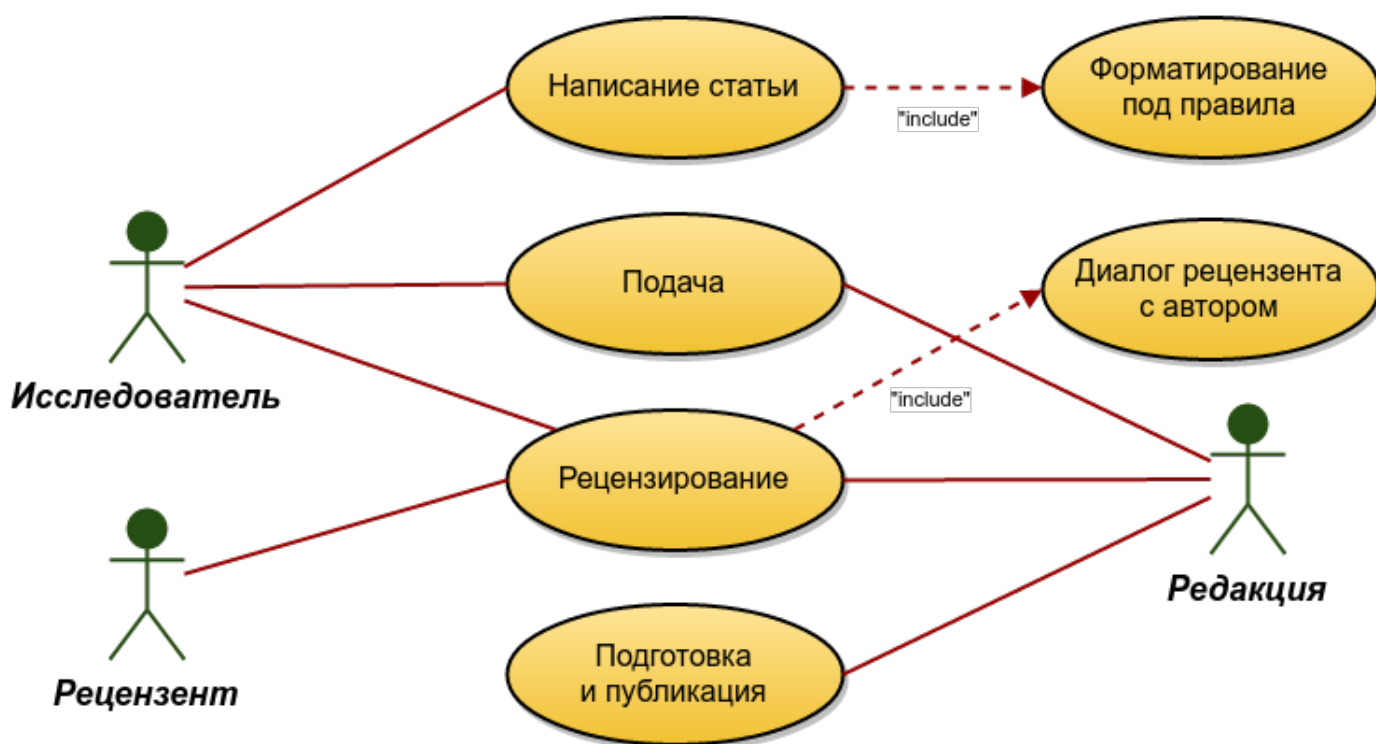 Написание статьи
"include"
Форматирование
под правила
Подача
Диалог рецензента
с автором
Исследователь
"include"
Рецензирование
Редакция
Рецензент
Подготовка
и публикация